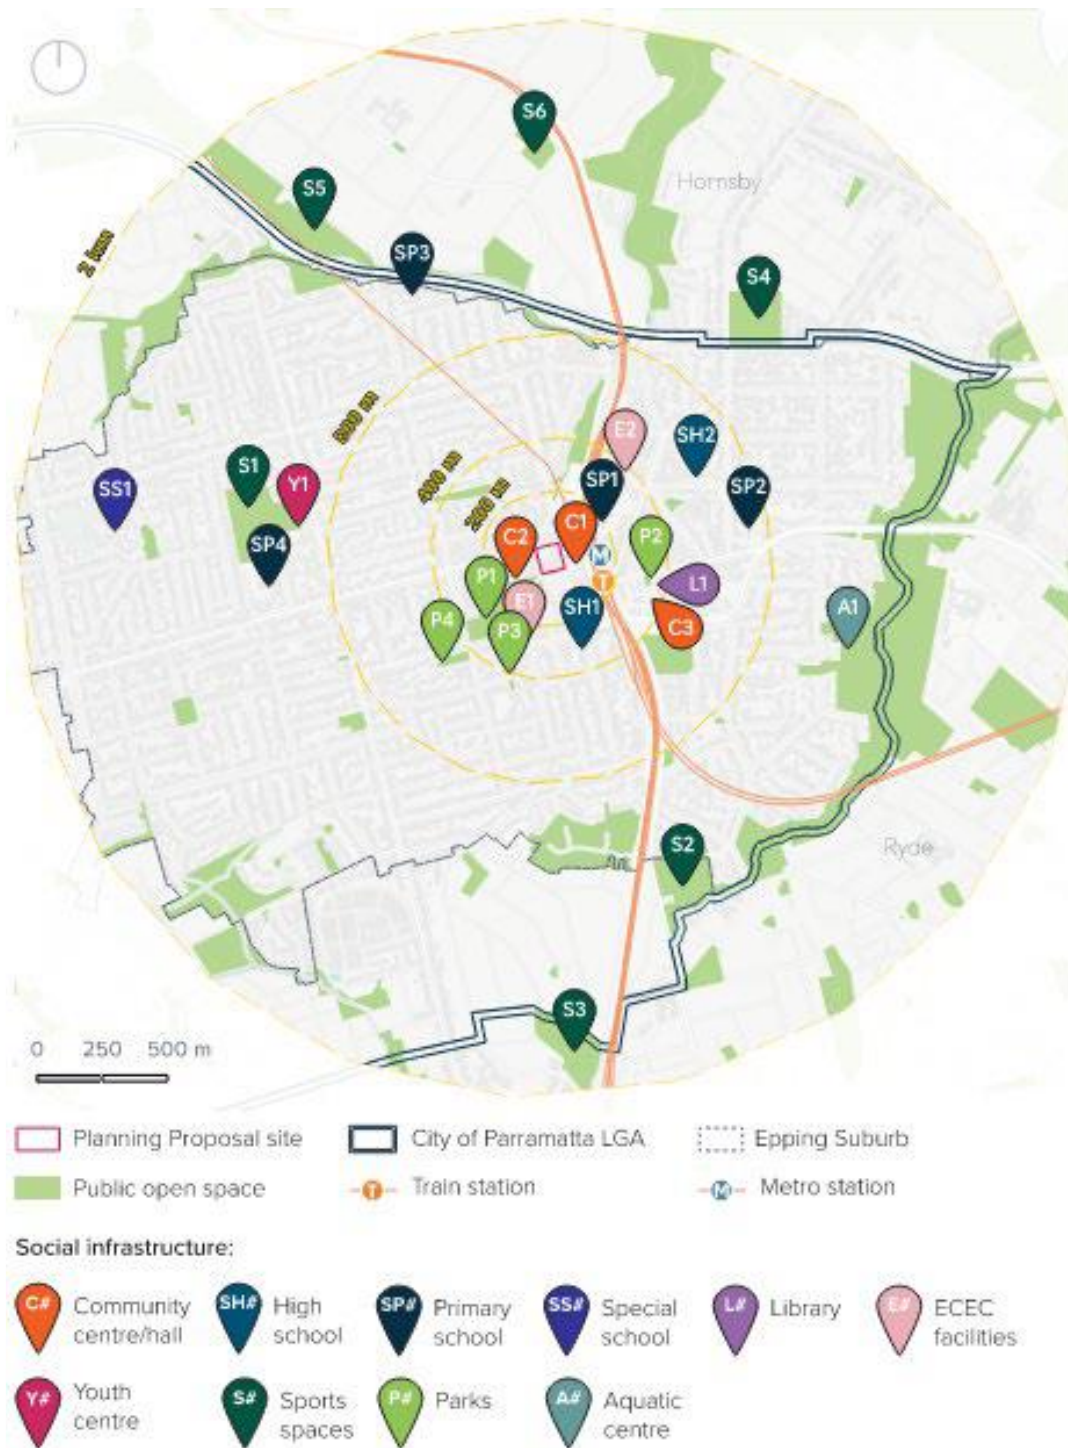 S6
Hornsby
S5
SP3
2 kms
S4
800 m
E2
SH2
400 m
S1
SP1
SS1
Y1
SP2
200 m
C1
C2
P2
SP4
M
P1
T
L1
E1
SH1
A1
P4
P3
C3
S2
Ryde
S3
0 250 500 m
Planning Proposal site
City of Parramatta LGA
Epping Suburb
Public open space
T
Train station
M
Metro station
Social infrastructure:
C# Community centre/hall
SH# High school
SP# Primary school
SS# Special school
L# Library
E# ECEC facilities
Y# Youth centre
S# Sports spaces
P# Parks
A# Aquatic centre